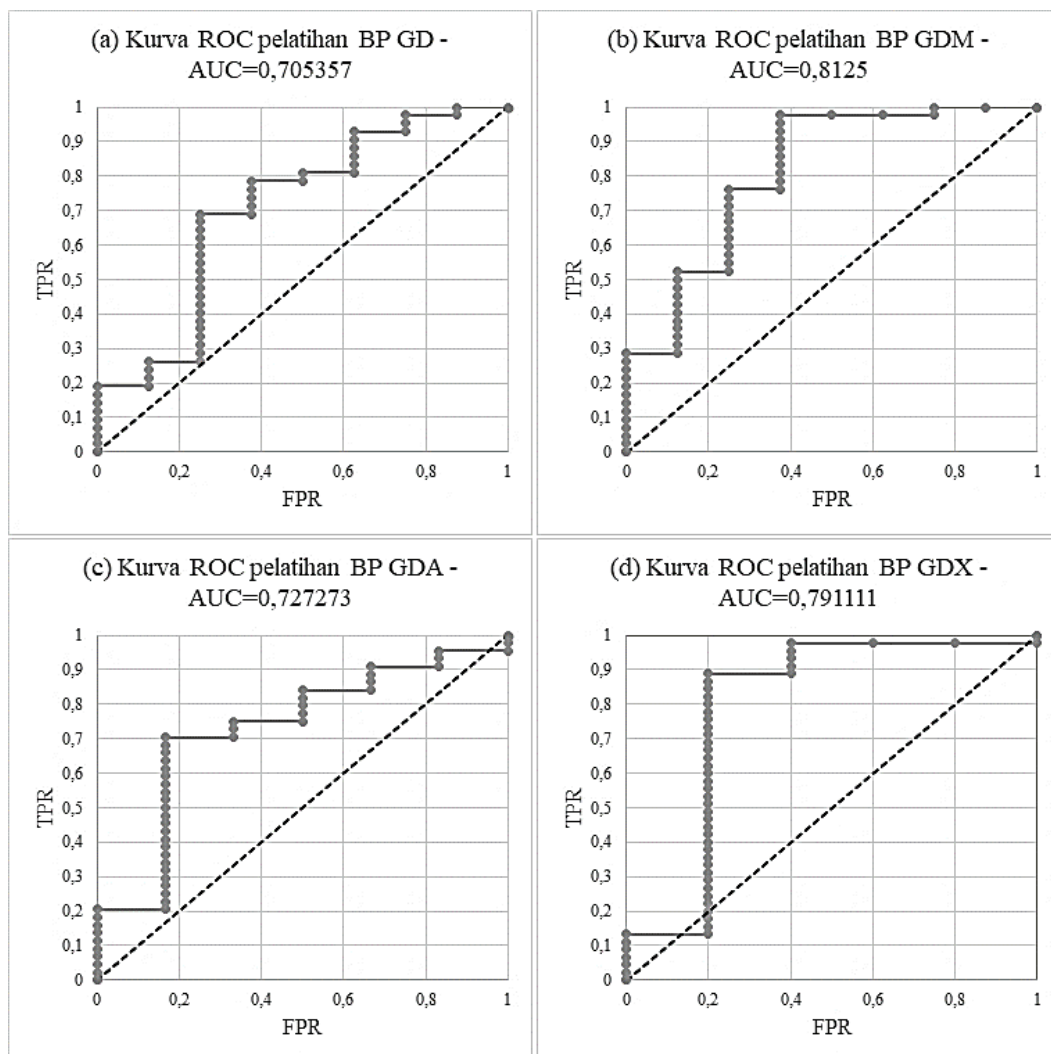 (a) Kurva ROC pelatihan BP GD -
AUC=0,705357
1
0,9
0,8
0,7
0,6
0,5
0,4
0,3
0,2
0,1
0
TPR
0 0,2 0,4 0,6 0,8 1
FPR
(b) Kurva ROC pelatihan BP GDM -
AUC=0,8125
1
0,9
0,8
0,7
0,6
0,5
0,4
0,3
0,2
0,1
0
TPR
0 0,2 0,4 0,6 0,8 1
FPR
(c) Kurva ROC pelatihan BP GDA -
AUC=0,727273
1
0,9
0,8
0,7
0,6
0,5
0,4
0,3
0,2
0,1
0
TPR
0 0,2 0,4 0,6 0,8 1
FPR
(d) Kurva ROC pelatihan BP GDX -
AUC=0,791111
1
0,9
0,8
0,7
0,6
0,5
0,4
0,3
0,2
0,1
0
TPR
0 0,2 0,4 0,6 0,8 1
FPR